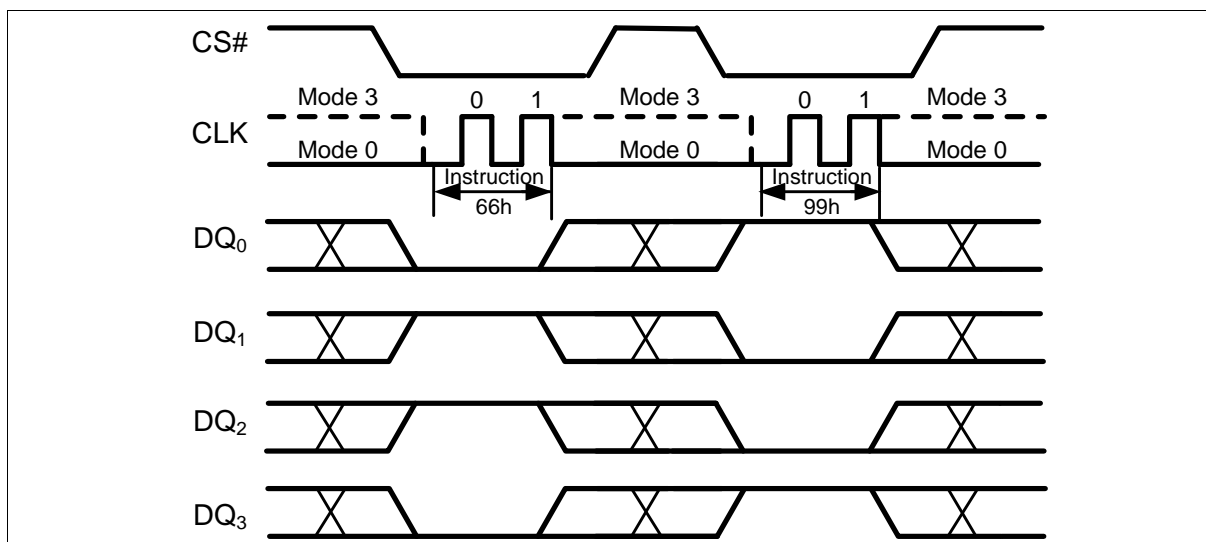 CS#
Mode 3 0 1 Mode 3 0 1 Mode 3
CLK
Mode 0 Mode 0 Mode 0
Instruction Instruction
66h 99h
DQ0
DQ1
DQ2
DQ3